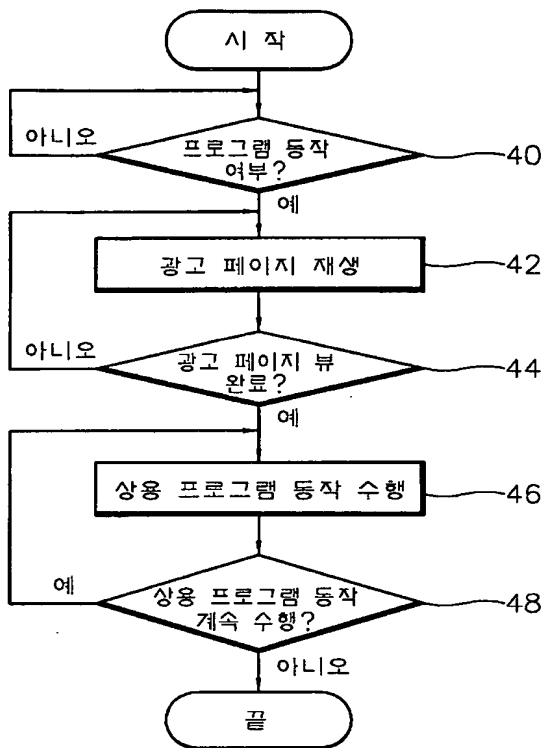 시 작
아니오
프로그램 동작
여부?
40
예
광고 페이지 재생
42
아니오
광고 페이지 뷰
완료?
44
예
상용 프로그램 동작 수행
46
예
상용 프로그램 동작
계속 수행?
48
아니오
끝